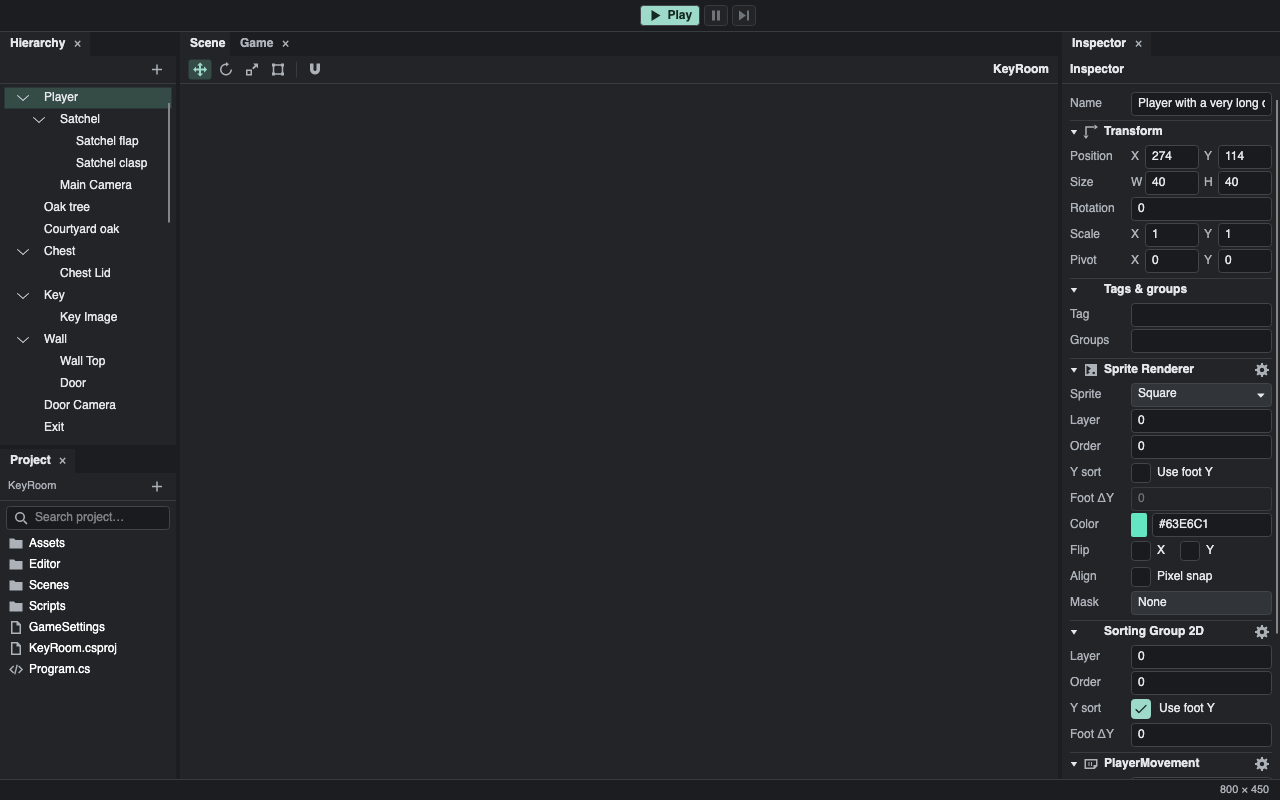 Play
Hierarchy
Player
Satchel
Satchel flap
Satchel clasp
Main Camera
Oak tree
Courtyard oak
Chest
Chest Lid
Key
Key Image
Wall
Wall Top
Door
Door Camera
Exit
Project
KeyRoom
Search project...
Assets
Editor
Scenes
Scripts
GameSettings
KeyRoom.csproj
Program.cs
Scene Game
KeyRoom
Inspector
Inspector
Name Player with a very long
Transform
Position X 274 Y 114
Size W 40 H 40
Rotation 0
Scale X 1 Y 1
Pivot X 0 Y 0
Tags & groups
Tag
Groups
Sprite Renderer
Sprite Square
Layer 0
Order 0
Y sort Use foot Y
Foot ΔY 0
Color #63E6C1
Flip X Y
Align Pixel snap
Mask None
Sorting Group 2D
Layer 0
Order 0
Y sort Use foot Y
Foot ΔY 0
PlayerMovement
800 × 450